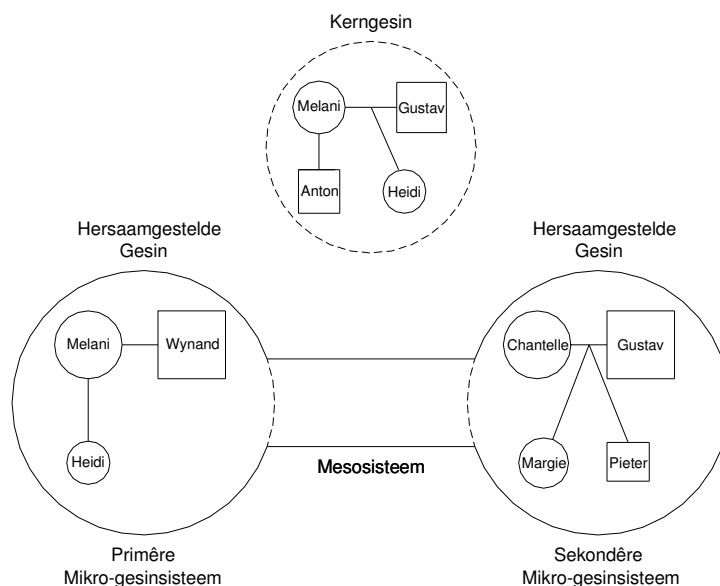 Kerngesin
Melani
Gustav
Anton
Heidi
Hersaamgestelde
Gesin
Melani
Wynand
Heidi
Primêre
Mikro-gesinsisteem
Mesosisteem
Hersaamgestelde
Gesin
Chantelle
Gustav
Margie
Pieter
Sekondêre
Mikro-gesinsisteem